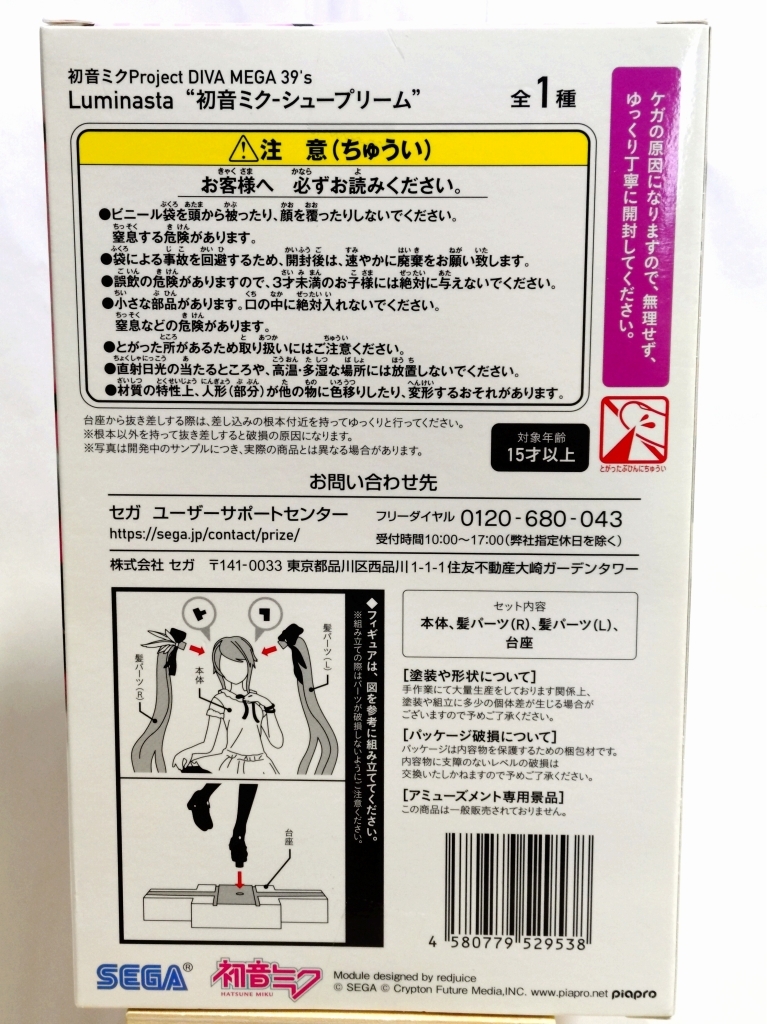 初音ミクProject DIVA MEGA 39's
Luminasta “初音ミク-シュープリーム”
全1種
ケガの原因になりますので、無理せず、
ゆっくり丁寧に開封してください。
注 意(ちゅうい)
お客様へ 必ずお読みください。
●ビニール袋を頭から被ったり、顔を覆ったりしないでください。
窒息する危険があります。
●袋による事故を回避するため、開封後は、速やかに廃棄をお願い致します。
●誤飲の危険がありますので、3才未満のお子様には絶対に与えないでください。
●小さな部品があります。口の中に絶対入れないでください。
窒息などの危険があります。
●とがった所があるため取り扱いにはご注意ください。
●直射日光の当たるところや、高温・多湿な場所には放置しないでください。
●材質の特性上、人形(部分)が他の物に色移りしたり、変形するおそれがあります。
台座から抜き差しする際は、差し込みの根本付近を持ってゆっくりと行ってください。
※根本以外を持って抜き差しすると破損の原因になります。
※写真は開発中のサンプルにつき、実際の商品とは異なる場合があります。
対象年齢
15才以上
とがったぶひんにちゅうい
お問い合わせ先
セガ ユーザーサポートセンター
https://sega.jp/contact/prize/
フリーダイヤル 0120-680-043
受付時間10:00〜17:00(弊社指定休日を除く)
株式会社 セガ 〒141-0033 東京都品川区西品川1-1-1住友不動産大崎ガーデンタワー
◆フィギュアは、図を参考に組み立ててください。
※組み立ての際はパーツが破損しないようにご注意ください。
髪パーツ(R)
本体
髪パーツ(L)
台座
セット内容
本体、髪パーツ(R)、髪パーツ(L)、
台座
[塗装や形状について]
手作業にて大量生産をしております関係上、
塗装や組立に多少の個体差が生じる場合が
ございますので予めご了承ください。
[パッケージ破損について]
パッケージは内容物を保護するための梱包材です。
内容物に支障のないレベルの破損は
交換いたしかねますので予めご了承ください。
[アミューズメント専用景品]
この商品は一般販売されておりません。
4 580779 529538
SEGA®
初音ミク
HATSUNE MIKU
Module designed by redjuice
© SEGA © Crypton Future Media,INC. www.piapro.net piapro